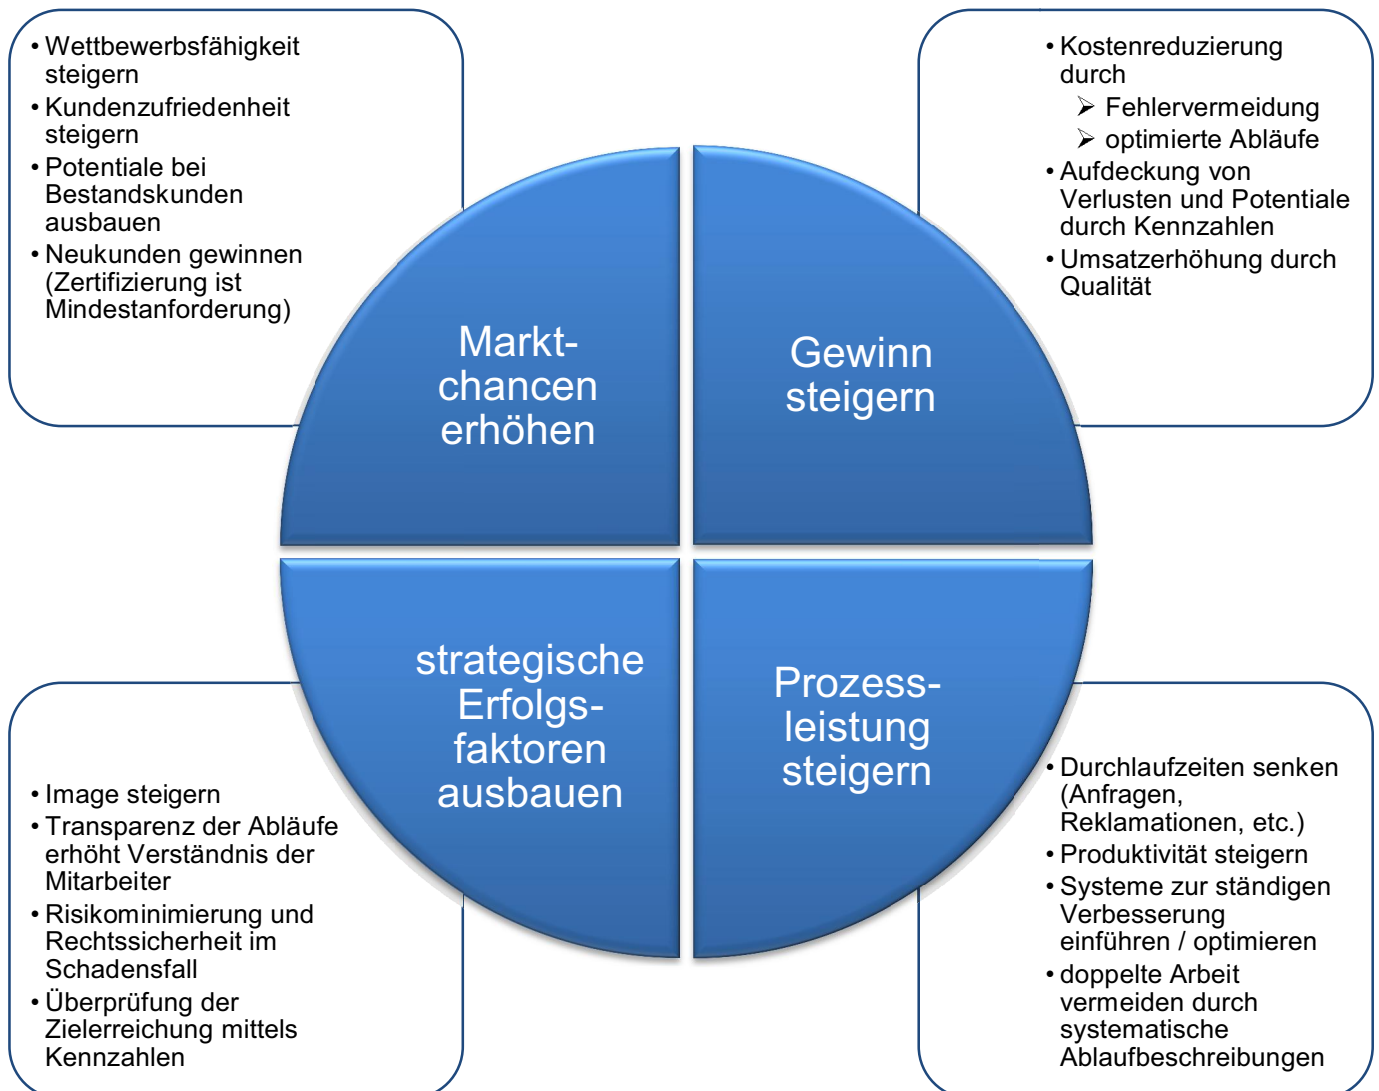 • Wettbewerbsfähigkeit
steigern
• Kundenzufriedenheit
steigern
• Potentiale bei
Bestandskunden
ausbauen
• Neukunden gewinnen
(Zertifizierung ist
Mindestanforderung)
• Kostenreduzierung
durch
➢ Fehlervermeidung
➢ optimierte Abläufe
• Aufdeckung von
Verlusten und Potentiale
durch Kennzahlen
• Umsatzerhöhung durch
Qualität
Markt-
chancen
erhöhen
Gewinn
steigern
strategische
Erfolgs-
faktoren
ausbauen
Prozess-
leistung
steigern
• Image steigern
• Transparenz der Abläufe
erhöht Verständnis der
Mitarbeiter
• Risikominimierung und
Rechtssicherheit im
Schadensfall
• Überprüfung der
Zielerreichung mittels
Kennzahlen
• Durchlaufzeiten senken
(Anfragen,
Reklamationen, etc.)
• Produktivität steigern
• Systeme zur ständigen
Verbesserung
einführen / optimieren
• doppelte Arbeit
vermeiden durch
systematische
Ablaufbeschreibungen